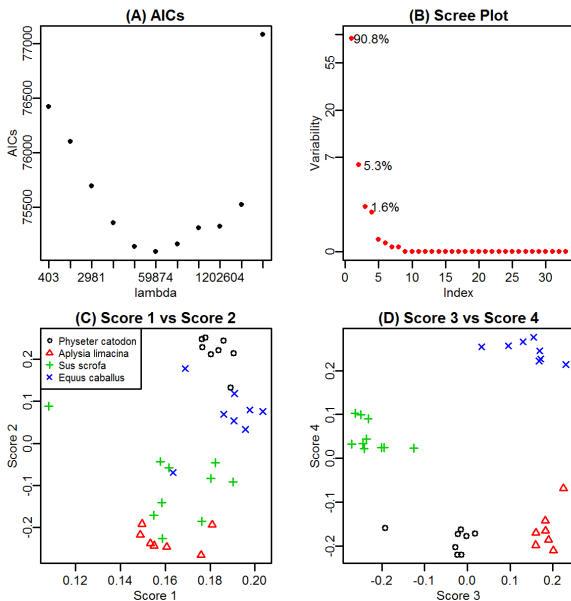 (A) AICs
AICs
77000
76500
76000
75500
403
2981
59874
1202604
lambda
(B) Scree Plot
Variability
55
20
7
0
90.8%
5.3%
1.6%
0 5 10 15 20 25 30
Index
(C) Score 1 vs Score 2
Physeter catodon
Aplysia limacina
Sus scrofa
Equus caballus
Score 2
0.2
0.1
0.0
-0.1
-0.2
0.12 0.14 0.16 0.18 0.20
Score 1
(D) Score 3 vs Score 4
Score 4
0.2
0.1
0.0
-0.1
-0.2
-0.2 -0.1 0.0 0.1 0.2
Score 3